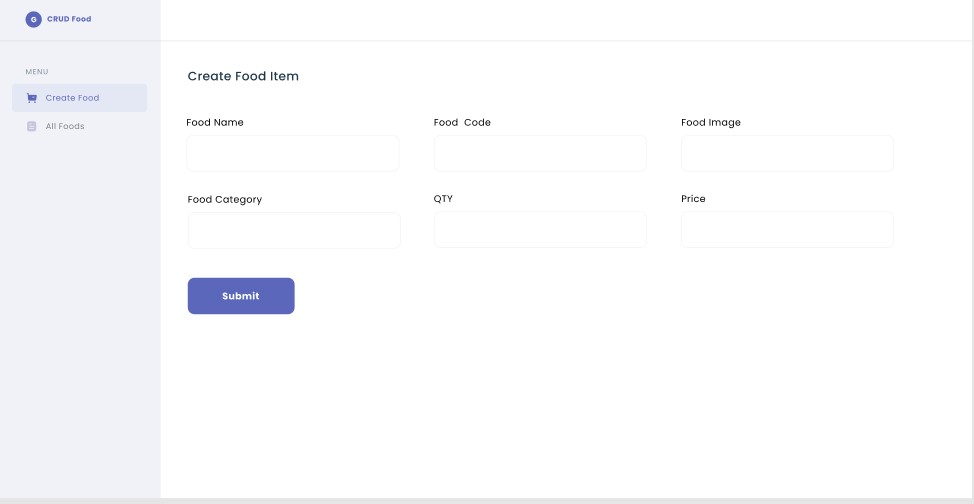 G CRUD Food
MENU
Create Food
All Foods
Create Food Item
Food Name Food Code Food Image
Food Category QTY Price
Submit